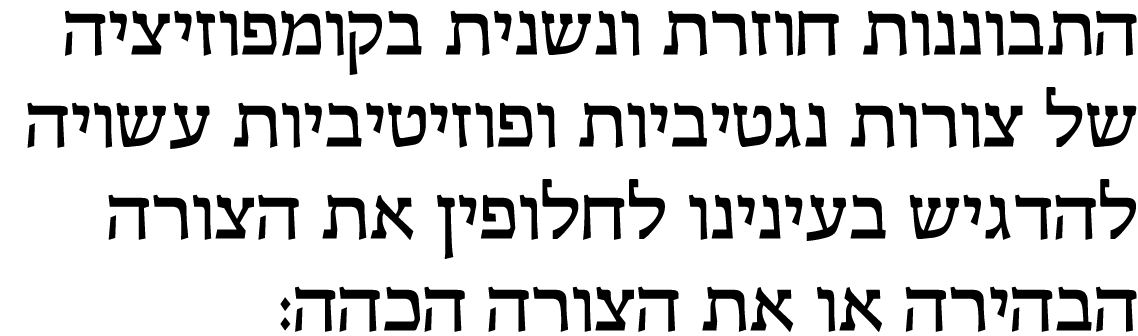 התבוננות חוזרת ונשנית בקומפוזיציה
של צורות נגטיביות ופוזיטיביות עשויה
להדגיש בעינינו לחלופין את הצורה
הבהירה או את הצורה הכהה: